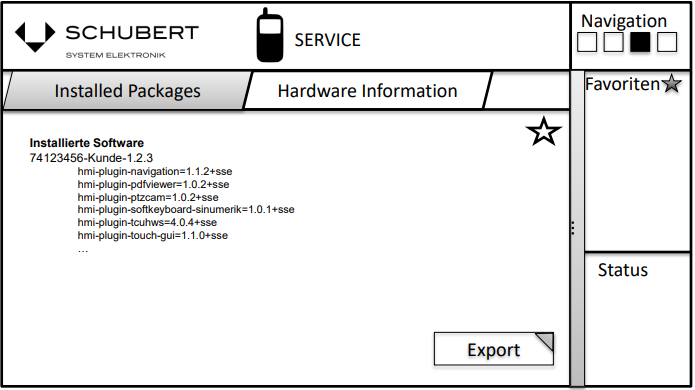 SCHUBERT
SYSTEM ELEKTRONIK
SERVICE
Navigation
Installed Packages
Hardware Information
Favoriten
Installierte Software
74123456-Kunde-1.2.3
hmi-plugin-navigation=1.1.2+sse
hmi-plugin-pdfviewer=1.0.2+sse
hmi-plugin-ptzcam=1.0.2+sse
hmi-plugin-softkeyboard-sinumerik=1.0.1+sse
hmi-plugin-tcuhws=4.0.4+sse
hmi-plugin-touch-gui=1.1.0+sse
...
Status
Export